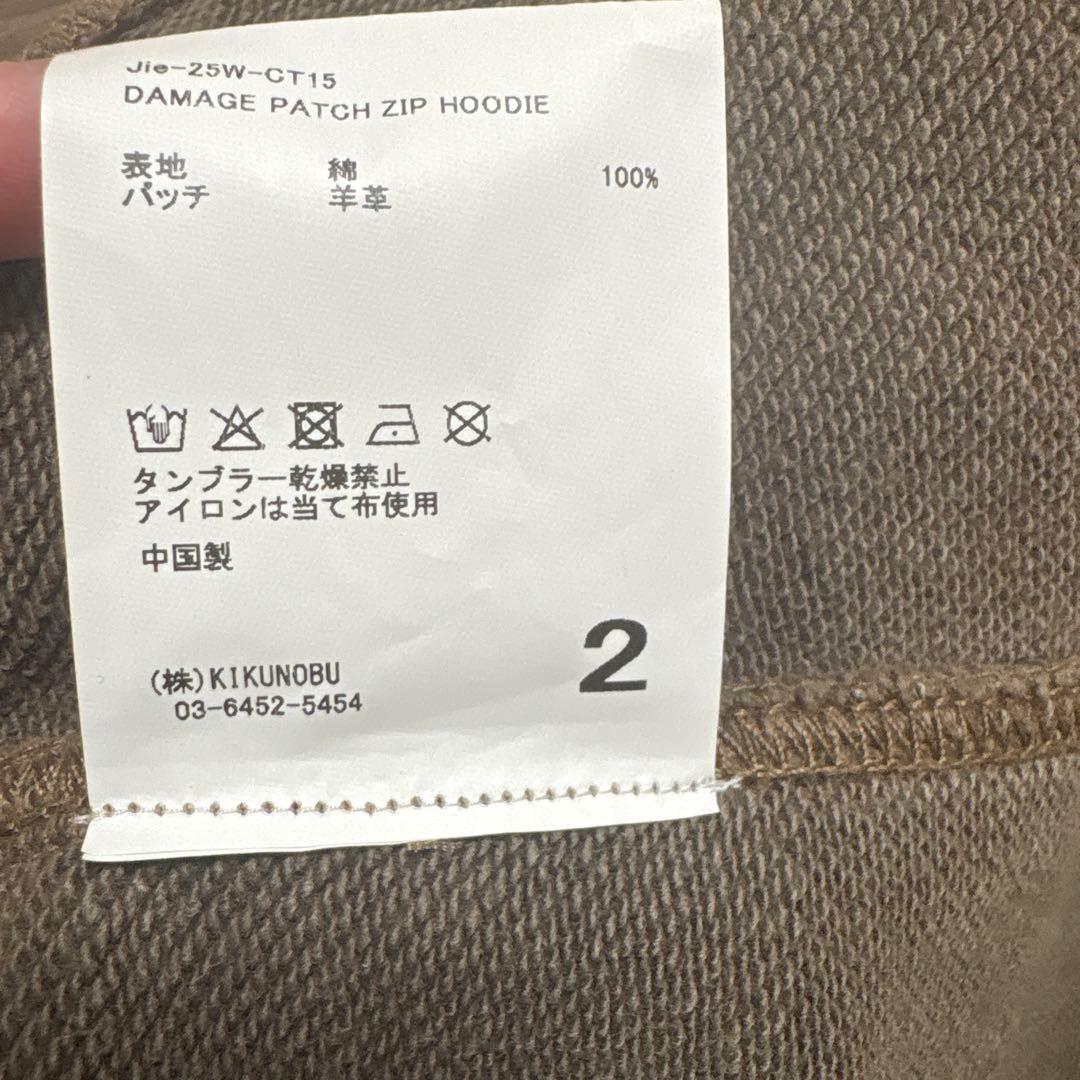 Jie-25W-CT15
DAMAGE PATCH ZIP HOODIE
表地 綿 100%
パッチ 羊革
タンブラー乾燥禁止
アイロンは当て布使用
中国製
(株)KIKUNOBU
03-6452-5454
2